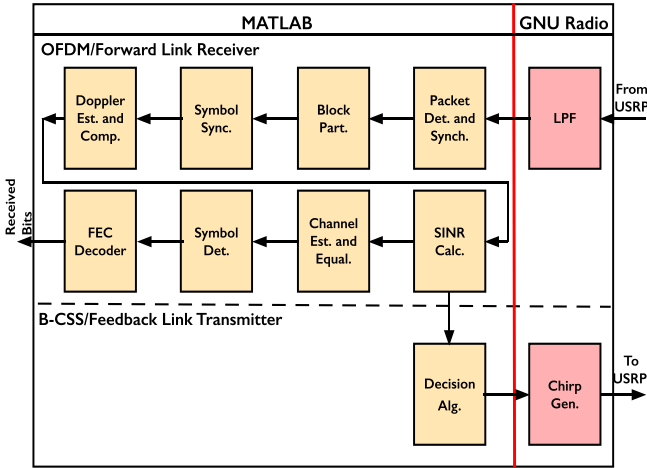 MATLAB
GNU Radio
OFDM/Forward Link Receiver
Doppler
Est. and
Comp.
Symbol
Sync.
Block
Part.
Packet
Det. and
Synch.
LPF
From
USRP
Received
Bits
FEC
Decoder
Symbol
Det.
Channel
Est. and
Equal.
SINR
Calc.
B-CSS/Feedback Link Transmitter
Decision
Alg.
Chirp
Gen.
To
USRP